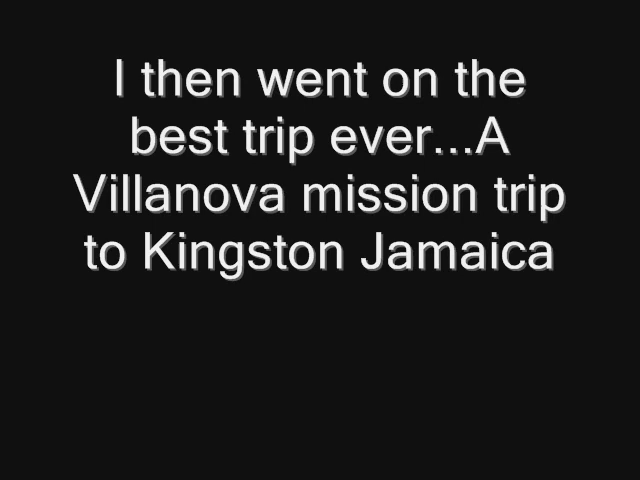 I then went on the
best trip ever...A
Villanova mission trip
to Kingston Jamaica